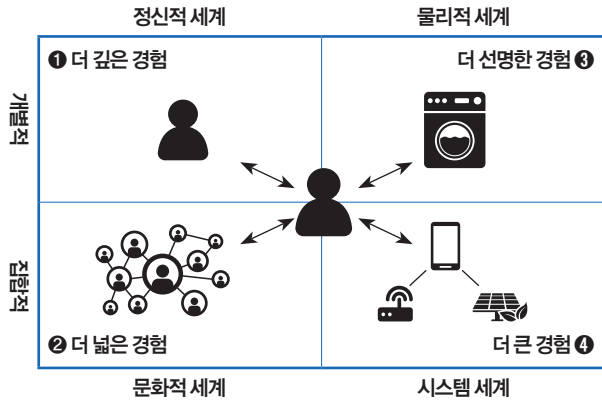 정신적 세계
물리적 세계
❶ 더 깊은 경험
더 선명한 경험 ❸
개별적
집합적
❷ 더 넓은 경험
더 큰 경험 ❹
문화적 세계
시스템 세계